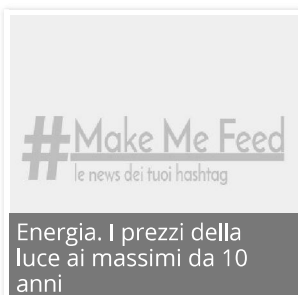 #Make Me Feed
le news dei tuoi hashtag
Energia. I prezzi della
luce ai massimi da 10
anni